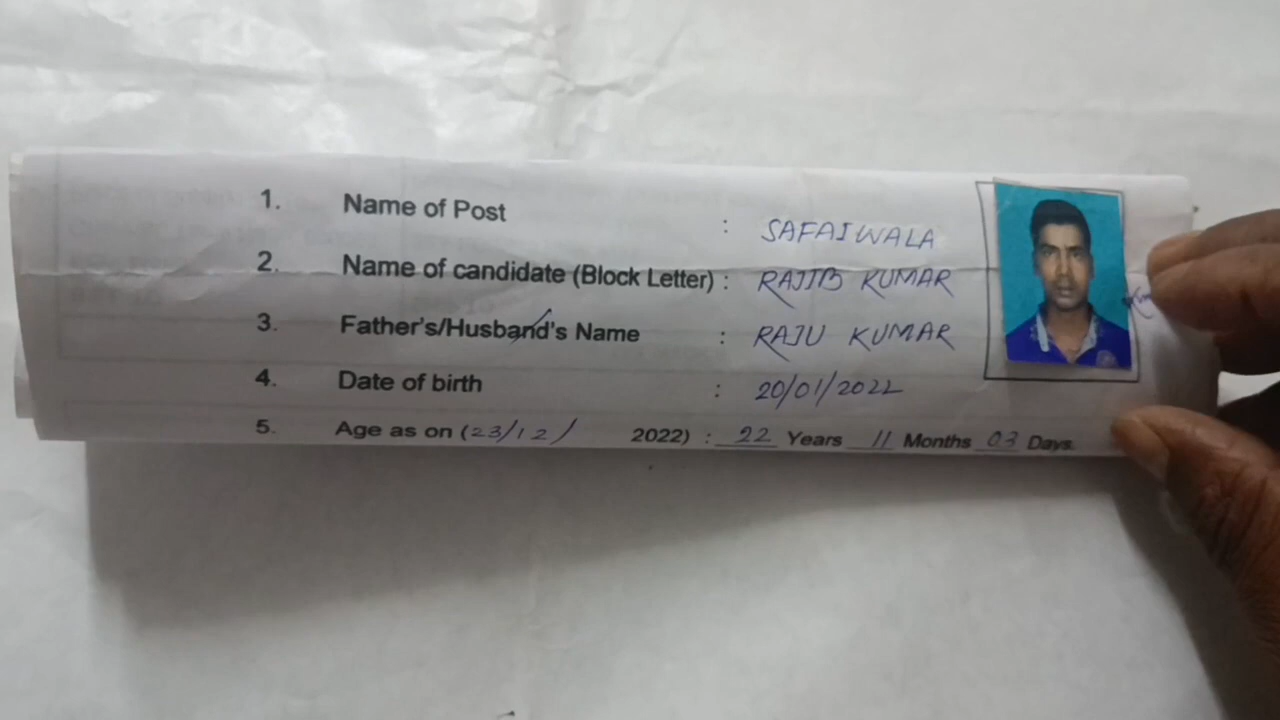 1. Name of Post : SAFAIWALA
2. Name of candidate (Block Letter) : RAJIB KUMAR
3. Father's/Husband's Name : RAJU KUMAR
4. Date of birth : 20/01/2022
5. Age as on (23/12/ 2022) : 22 Years 11 Months 03 Days.